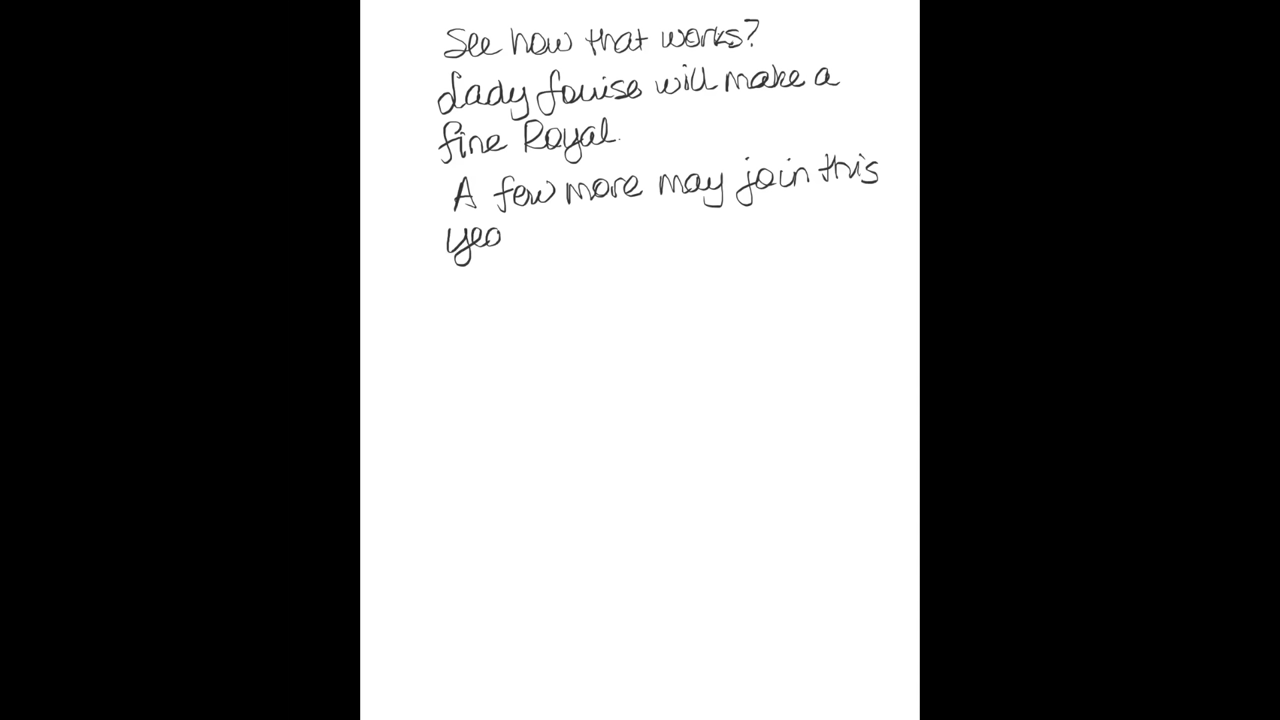 See how that works?
Lady Louise will make a
fine Royal.
A few more may join this
yea